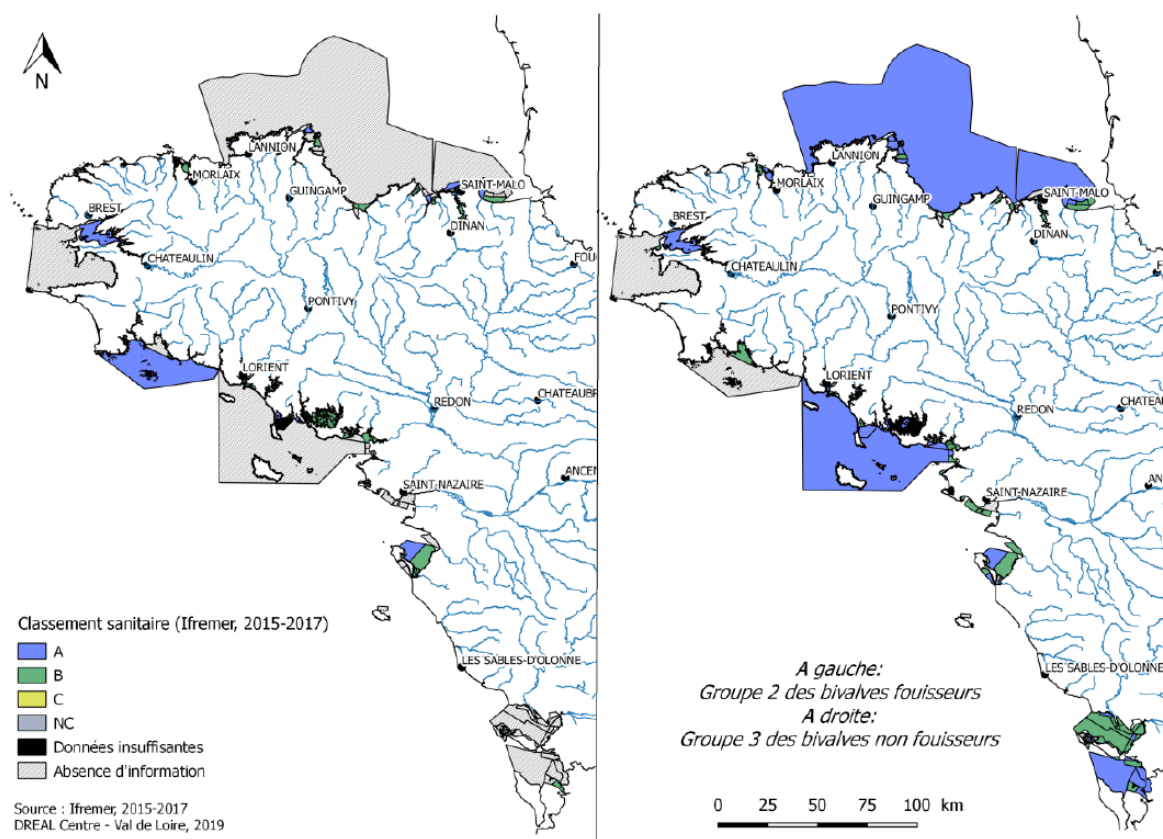 N
LANNION
MORLAIX
GUINGAMP
SAINT-MALO
BREST
DINAN
CHATEAULIN
FOUG
PONTIVY
LORIENT
REDON
CHATEAUBR
ANCEN
SAINT-NAZAIRE
LES SABLES-D'OLONNE
Classement sanitaire (Ifremer, 2015-2017)
A
B
C
NC
Données insuffisantes
Absence d'information
Source : Ifremer, 2015-2017
DREAL Centre - Val de Loire, 2019
LANNION
MORLAIX
GUINGAMP
SAINT-MALO
BREST
DINAN
CHATEAULIN
F
PONTIVY
LORIENT
REDON
CHATEAU
AN
SAINT-NAZAIRE
LES SABLES-D'OLONNE
A gauche:
Groupe 2 des bivalves fouisseurs
A droite:
Groupe 3 des bivalves non fouisseurs
0 25 50 75 100 km